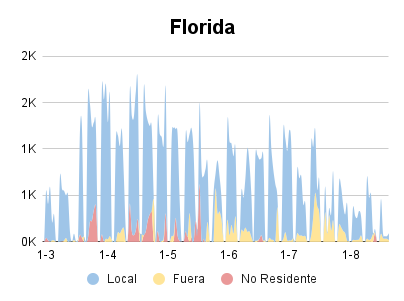 Florida
2K
2K
1K
1K
0K
1-3 1-4 1-5 1-6 1-7 1-8
Local Fuera No Residente